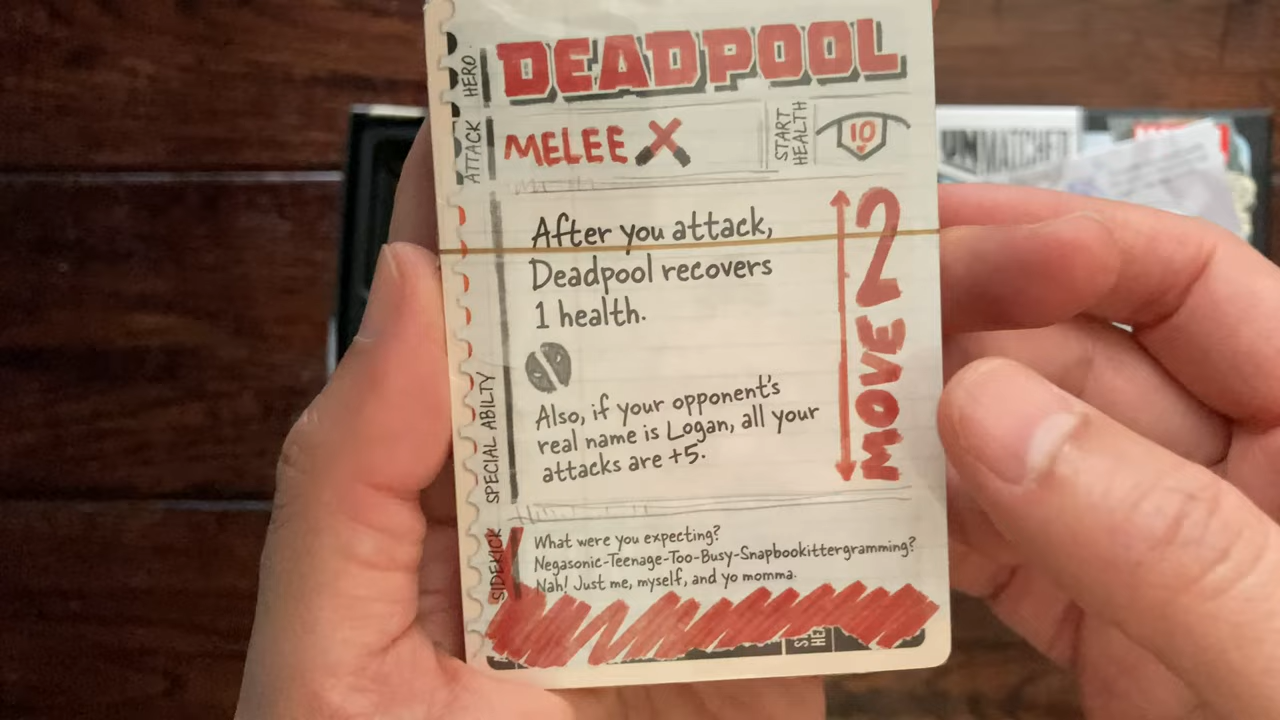 HERO
DEADPOOL
ATTACK
MELEE
START
HEALTH
10
After you attack,
Deadpool recovers
1 health.
MOVE 2
SPECIAL ABILTY
Also, if your opponent's
real name is Logan, all your
attacks are +5.
SIDEKICK
What were you expecting?
Negasonic-Teenage-Too-Busy-Snapbookittergramming?
Nah! Just me, myself, and yo momma.
UNMATCHED